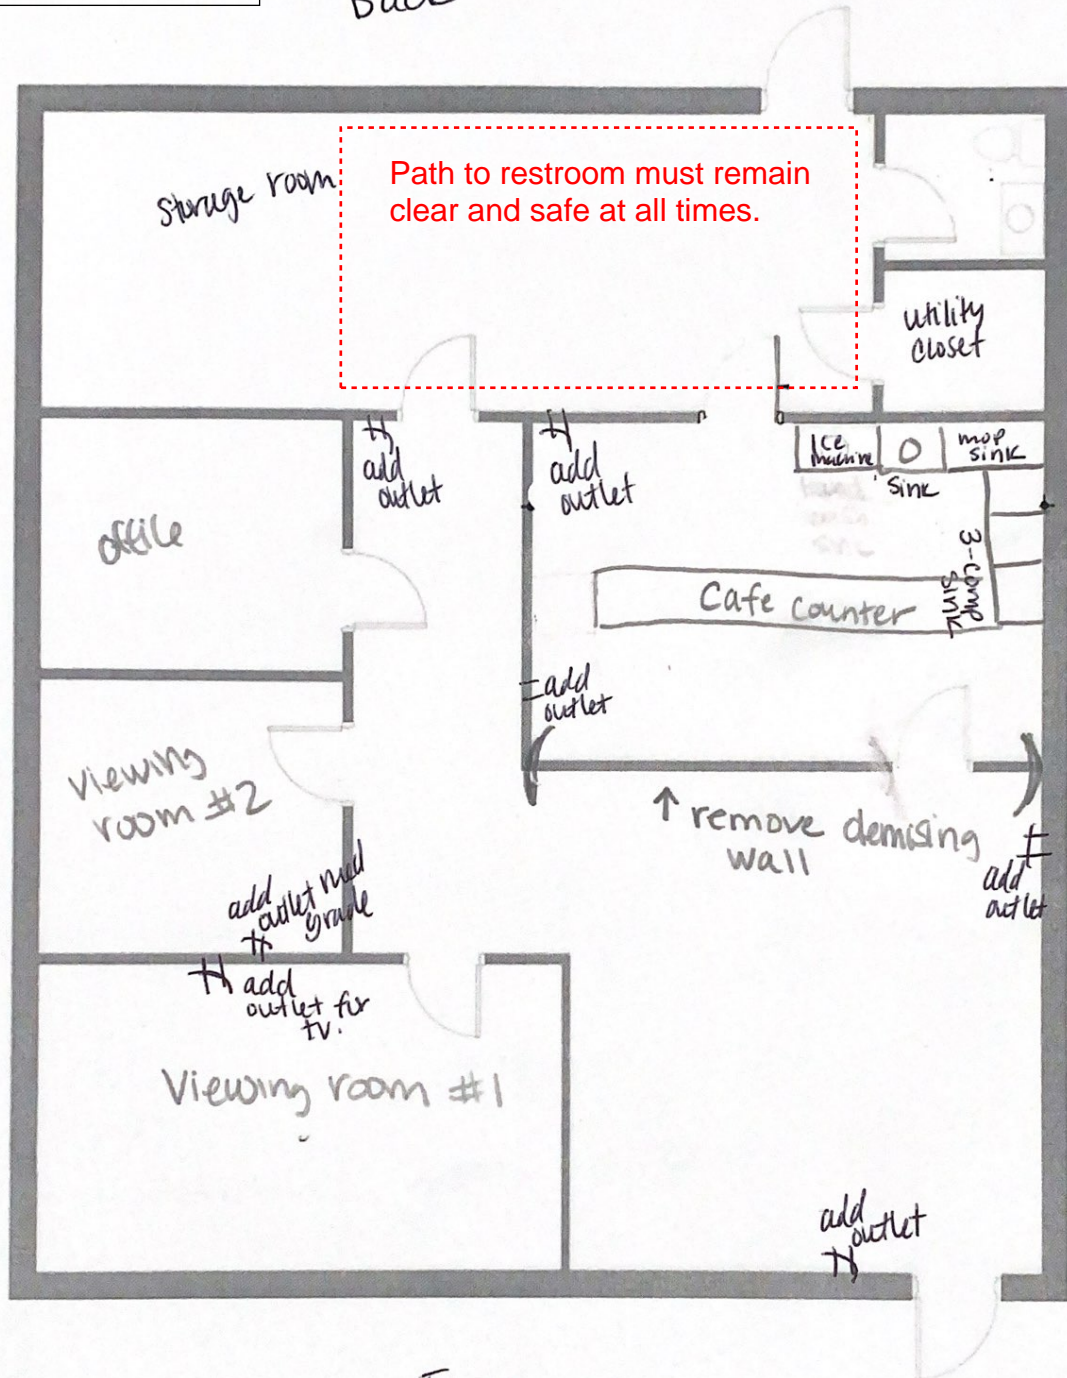 Storage room
Path to restroom must remain
clear and safe at all times.
utility
closet
add
outlet
add
outlet
Ice
machine
Sink
mop
sink
office
3-comp
sink
Cafe counter
add
outlet
viewing
room #2
↑ remove demising
wall
add
outlet
add
outlet med
grade
add
outlet for
tv.
Viewing room #1
add
outlet